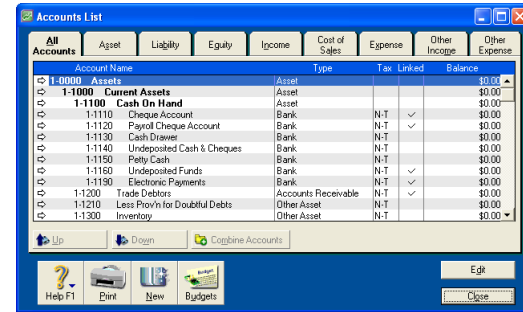 Accounts List
All Accounts Asset Liability Equity Income Cost of Sales Expense Other Income Other Expense
Account Name Type Tax Linked Balance
1-0000 Assets Asset $0.00
1-1000 Current Assets Asset $0.00
1-1100 Cash On Hand Asset $0.00
1-1110 Cheque Account Bank N-T ✓ $0.00
1-1120 Payroll Cheque Account Bank N-T ✓ $0.00
1-1130 Cash Drawer Bank N-T $0.00
1-1140 Undeposited Cash & Cheques Bank N-T $0.00
1-1150 Petty Cash Bank N-T $0.00
1-1160 Undeposited Funds Bank N-T ✓ $0.00
1-1190 Electronic Payments Bank N-T ✓ $0.00
1-1200 Trade Debtors Accounts Receivable N-T ✓ $0.00
1-1210 Less Prov'n for Doubtful Debts Other Asset N-T $0.00
1-1300 Inventory Other Asset N-T $0.00
Up Down Combine Accounts
Edit
Budget
Help F1 Print New Budgets Close